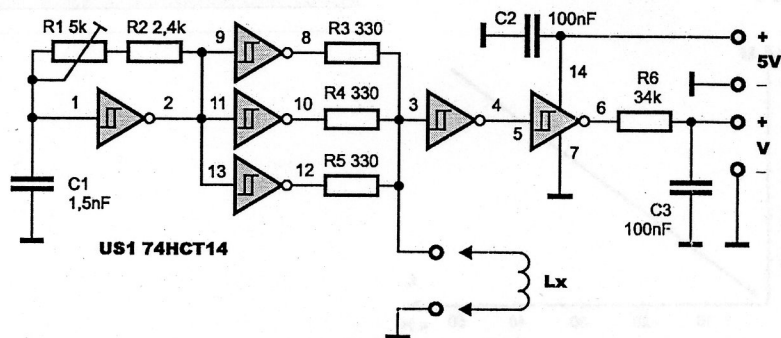 C2
100nF
+
5V
–
R1 5k
R2 2,4k
9
8
R3 330
14
1
2
11
10
R4 330
3
4
5
6
R6
34k
+
V
–
7
13
12
R5 330
C1
1,5nF
C3
100nF
US1 74HCT14
Lx